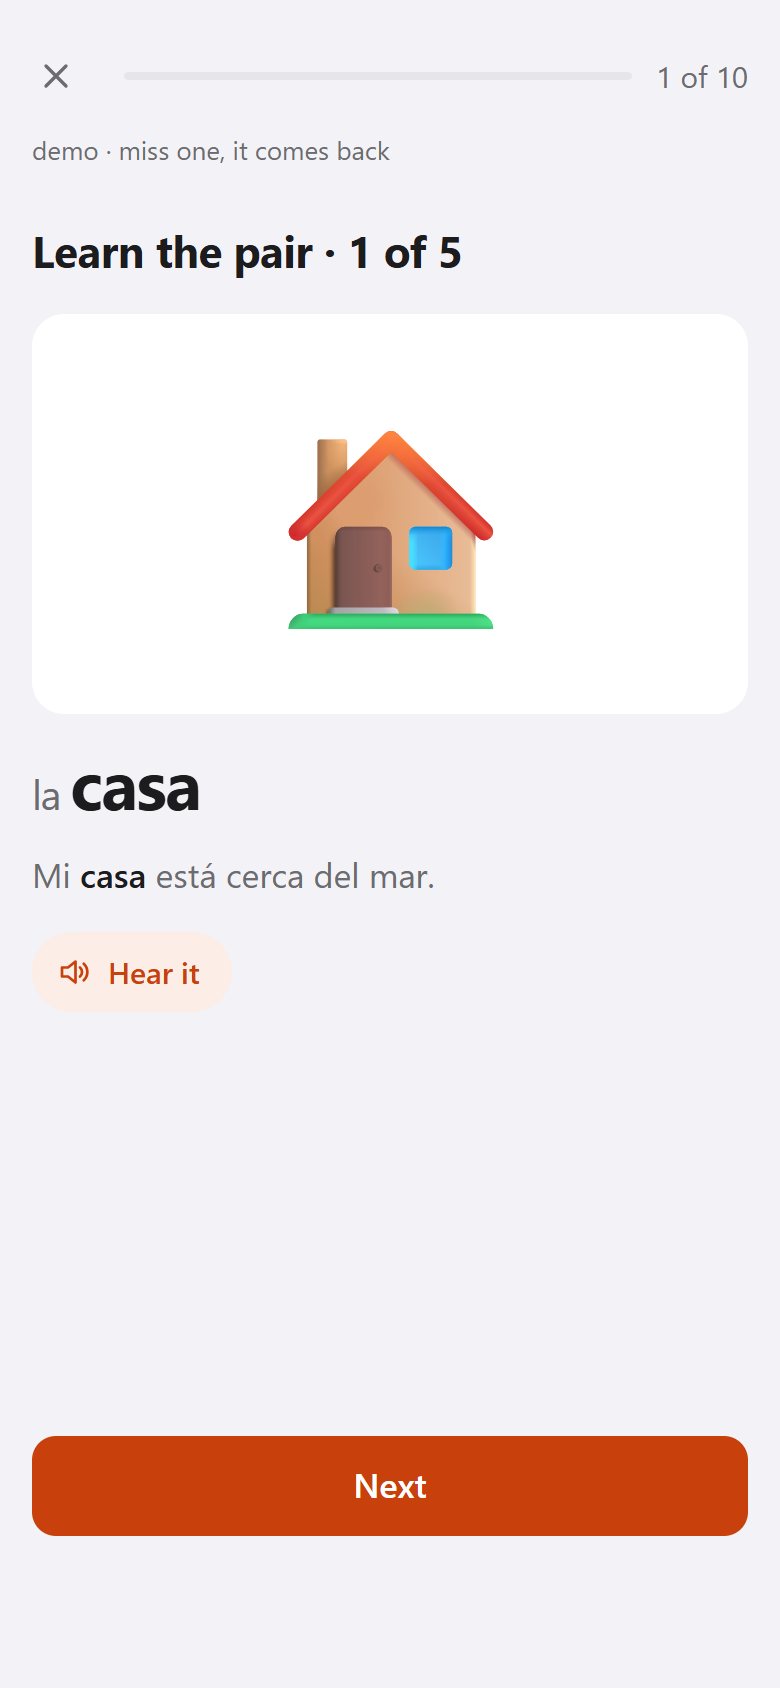 1 of 10
demo · miss one, it comes back
Learn the pair · 1 of 5
la casa
Mi casa está cerca del mar.
Hear it
Next